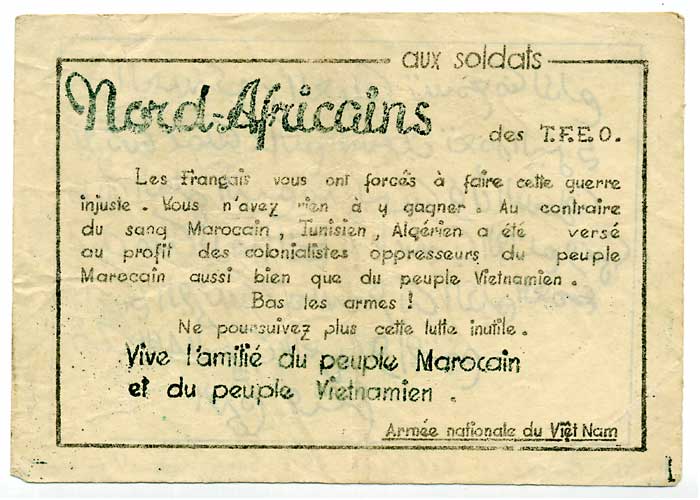 aux soldats
Nord-Africains
des T.F.E.O.
Les Français vous ont forcés à faire cette guerre
injuste. Vous n'avez rien à y gagner. Au contraire
du sang Marocain, Tunisien, Algérien a été versé
au profit des colonialistes oppresseurs du peuple
Marocain aussi bien que du peuple Vietnamien.
Bas les armes!
Ne poursuivez plus cette lutte inutile.
Vive l'amitié du peuple Marocain
et du peuple Vietnamien.
Armée nationale du Việt Nam